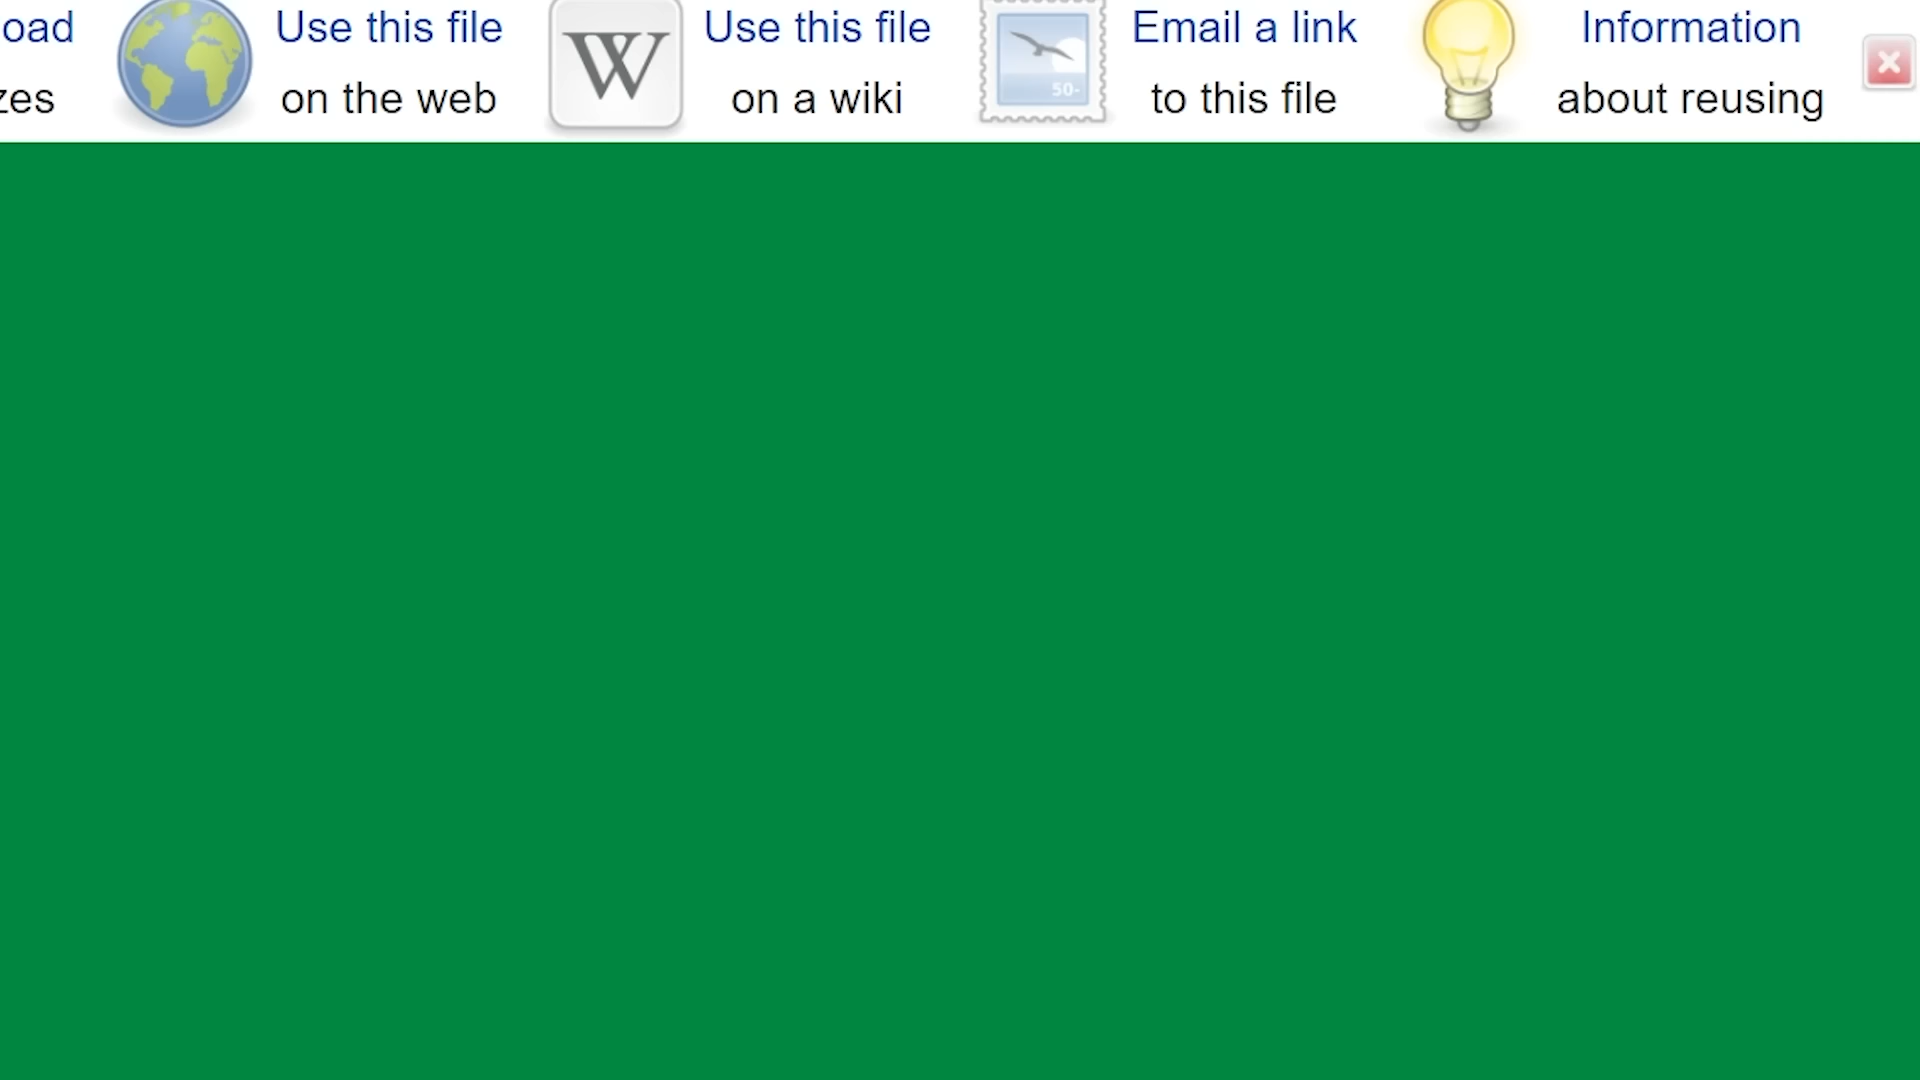 oad
zes
Use this file
on the web
W
Use this file
on a wiki
50-
Email a link
to this file
Information
about reusing